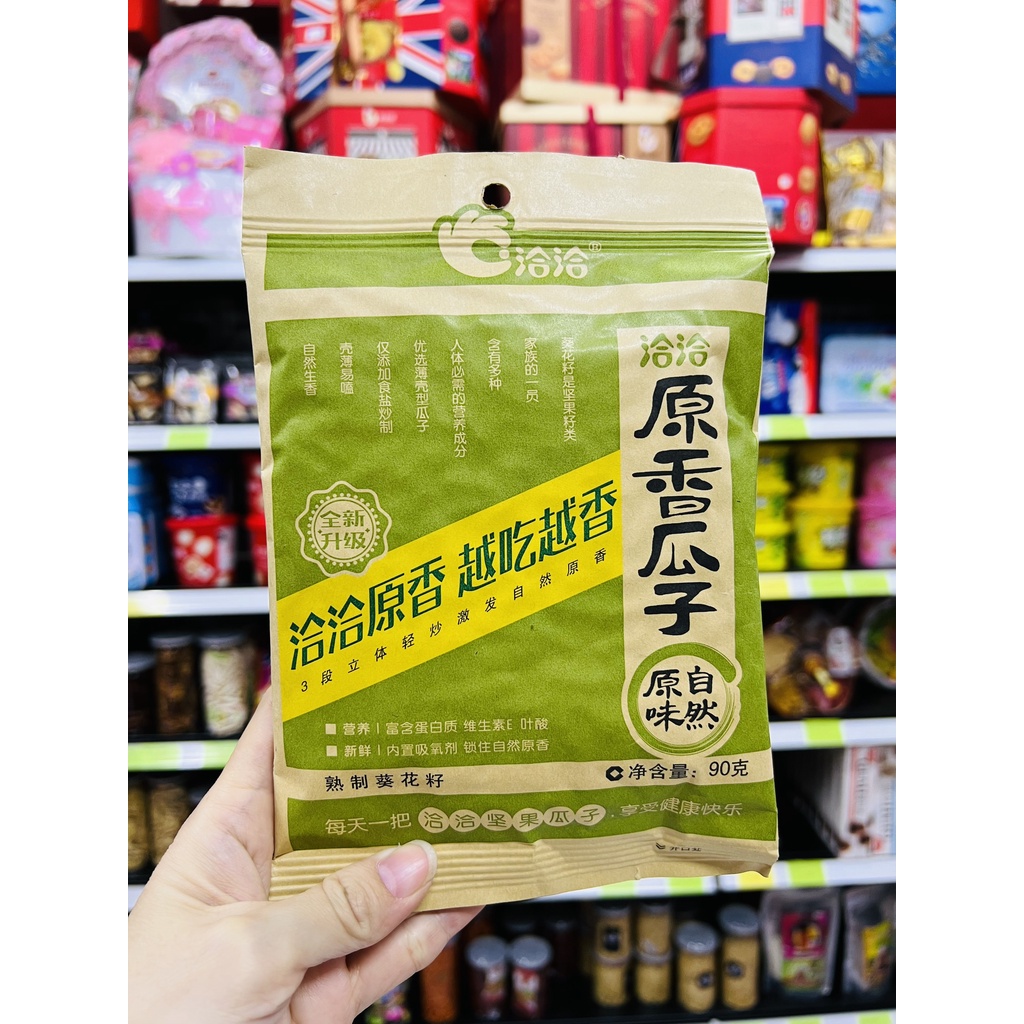 洽洽®
葵花籽是坚果籽类
家族的一员
含有多种
人体必需的营养成分
优选薄壳型瓜子
仅添加食盐炒制
壳薄易嗑
自然生香
洽洽
原香瓜子
自然
原味
全新
升级
洽洽原香 越吃越香
3段立体轻炒激发自然原香
■ 营养 | 富含蛋白质 维生素E 叶酸
■ 新鲜 | 内置吸氧剂 锁住自然原香
熟制葵花籽
净含量：90克
每天一把 洽洽坚果瓜子·享受健康快乐
开口处